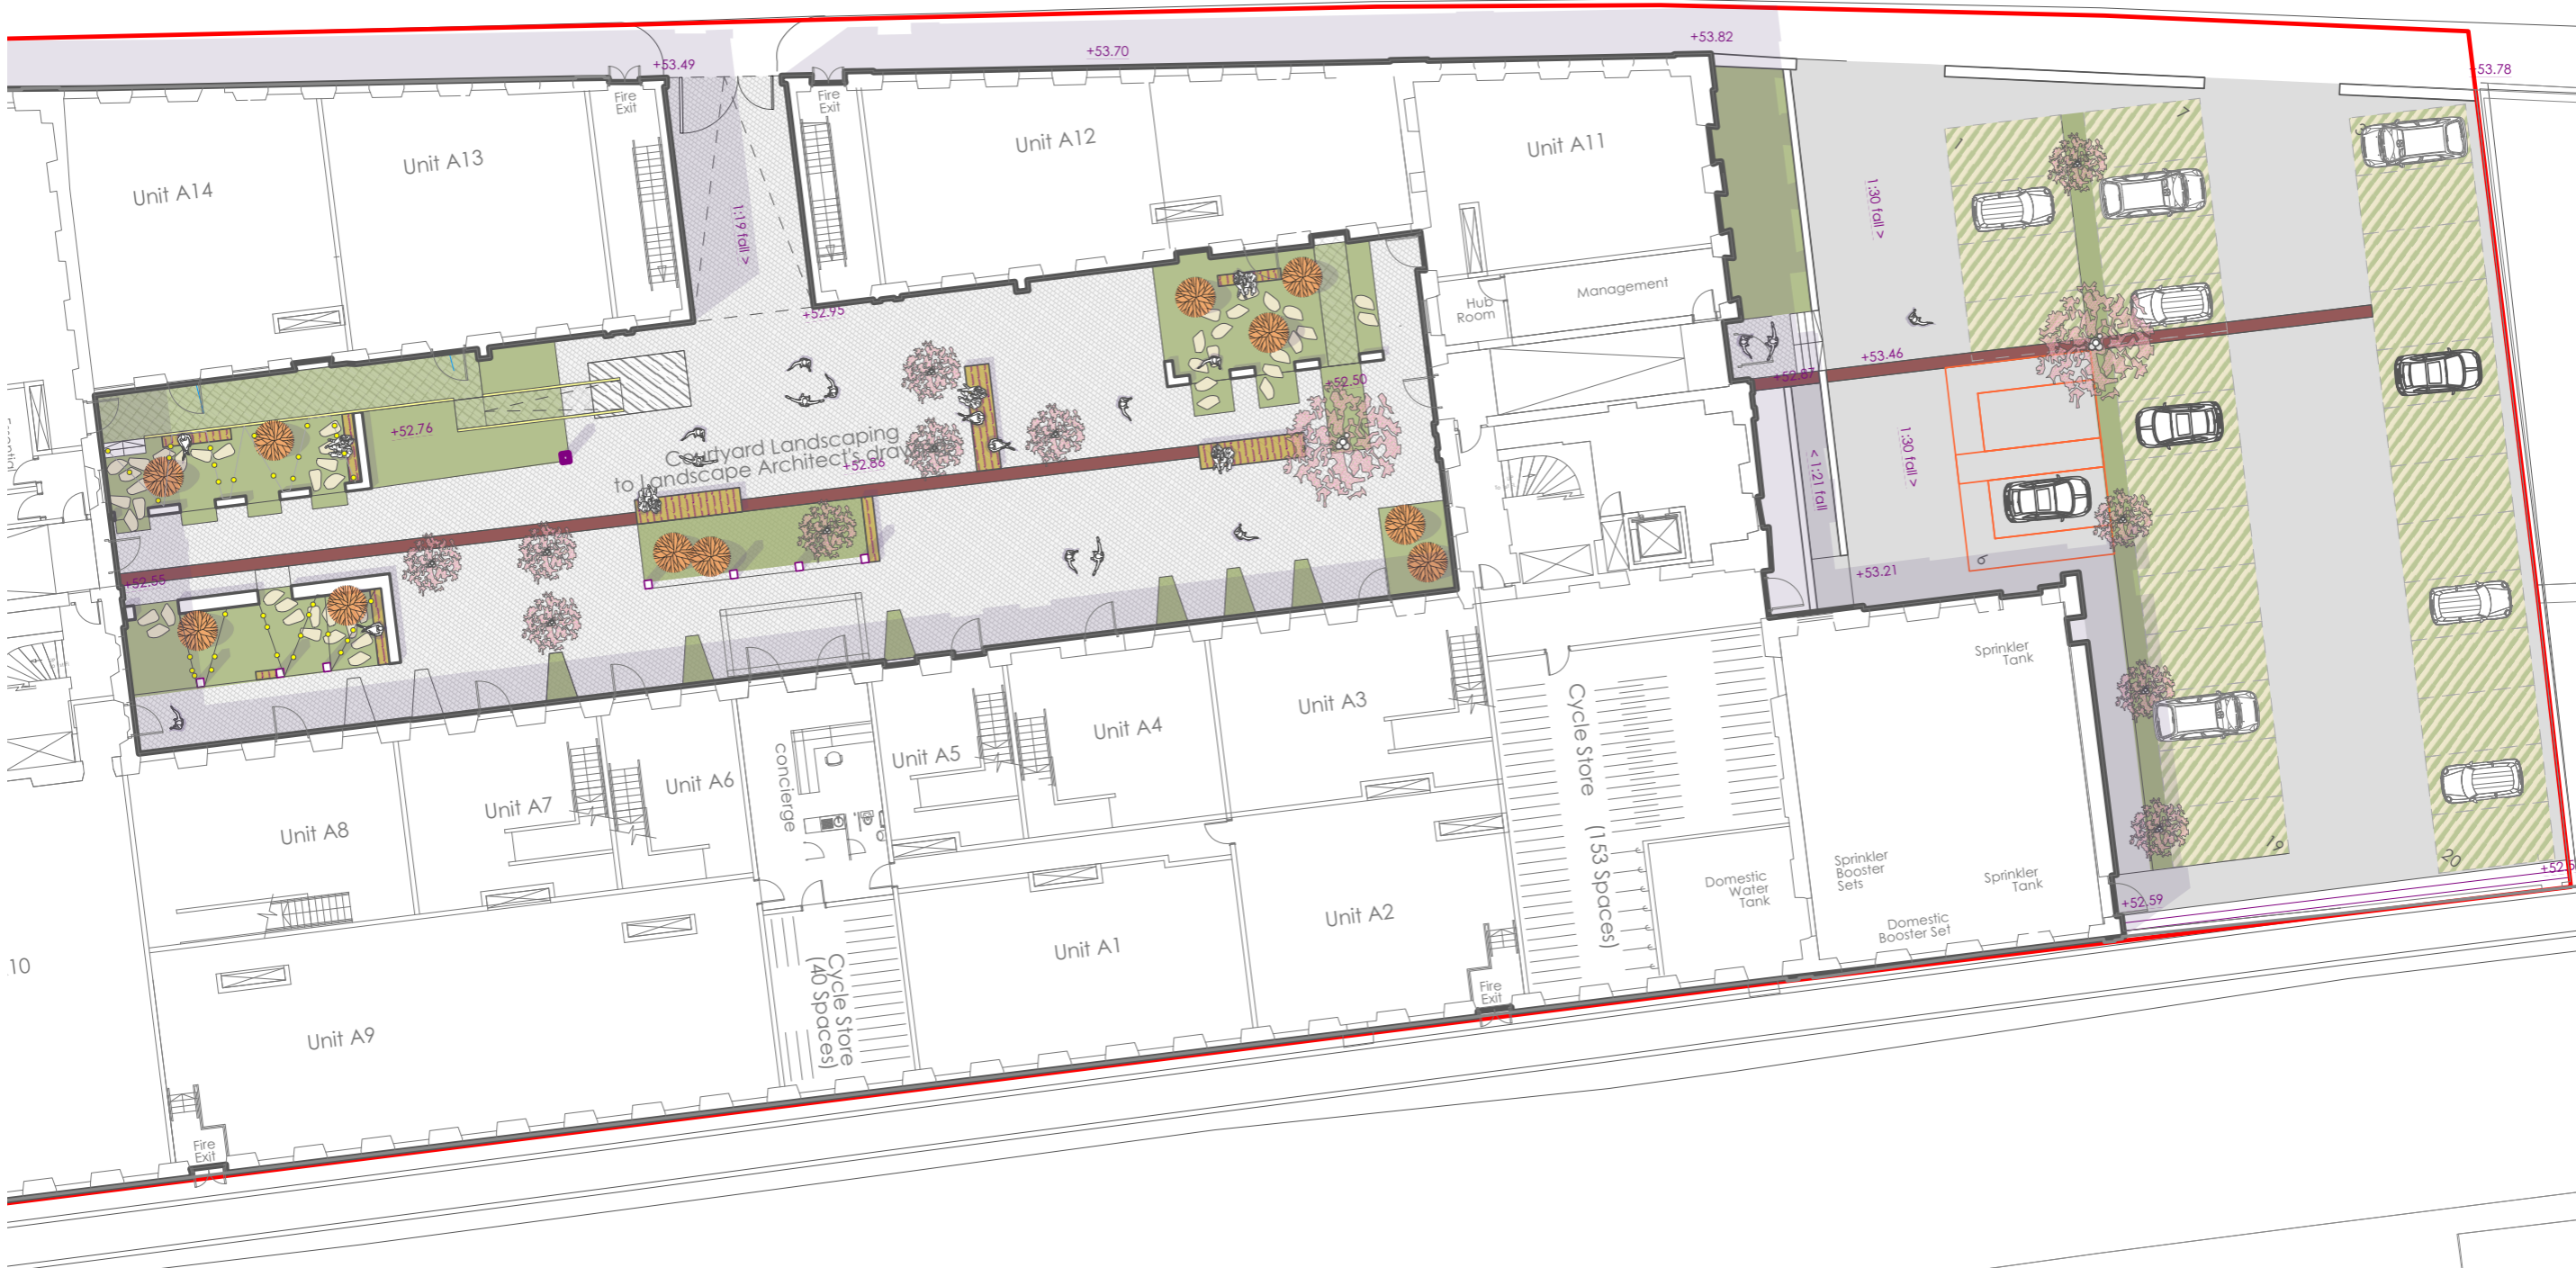 +53.49
+53.70
+53.82
+53.78
Fire
Exit
Fire
Exit
Unit A14
Unit A13
Unit A12
Unit A11
1:19 fall >
1:30 fall >
1
7
3
Hub
Room
Management
+52.95
+53.46
+52.87
+52.50
+52.76
Courtyard Landscaping
to Landscape Architect's
+52.86
1:30 fall >
< 1:21 fall
6
+53.21
+52.55
Sprinkler
Tank
Unit A3
Unit A4
Unit A5
Unit A6
Unit A7
Unit A8
concierge
Cycle Store
(153 Spaces)
19
20
Sprinkler
Booster
Sets
Sprinkler
Tank
Domestic
Water
Tank
Domestic
Booster Set
+52.59
Unit A2
Unit A1
Cycle Store
(40 Spaces)
Unit A9
10
Fire
Exit
Fire
Exit